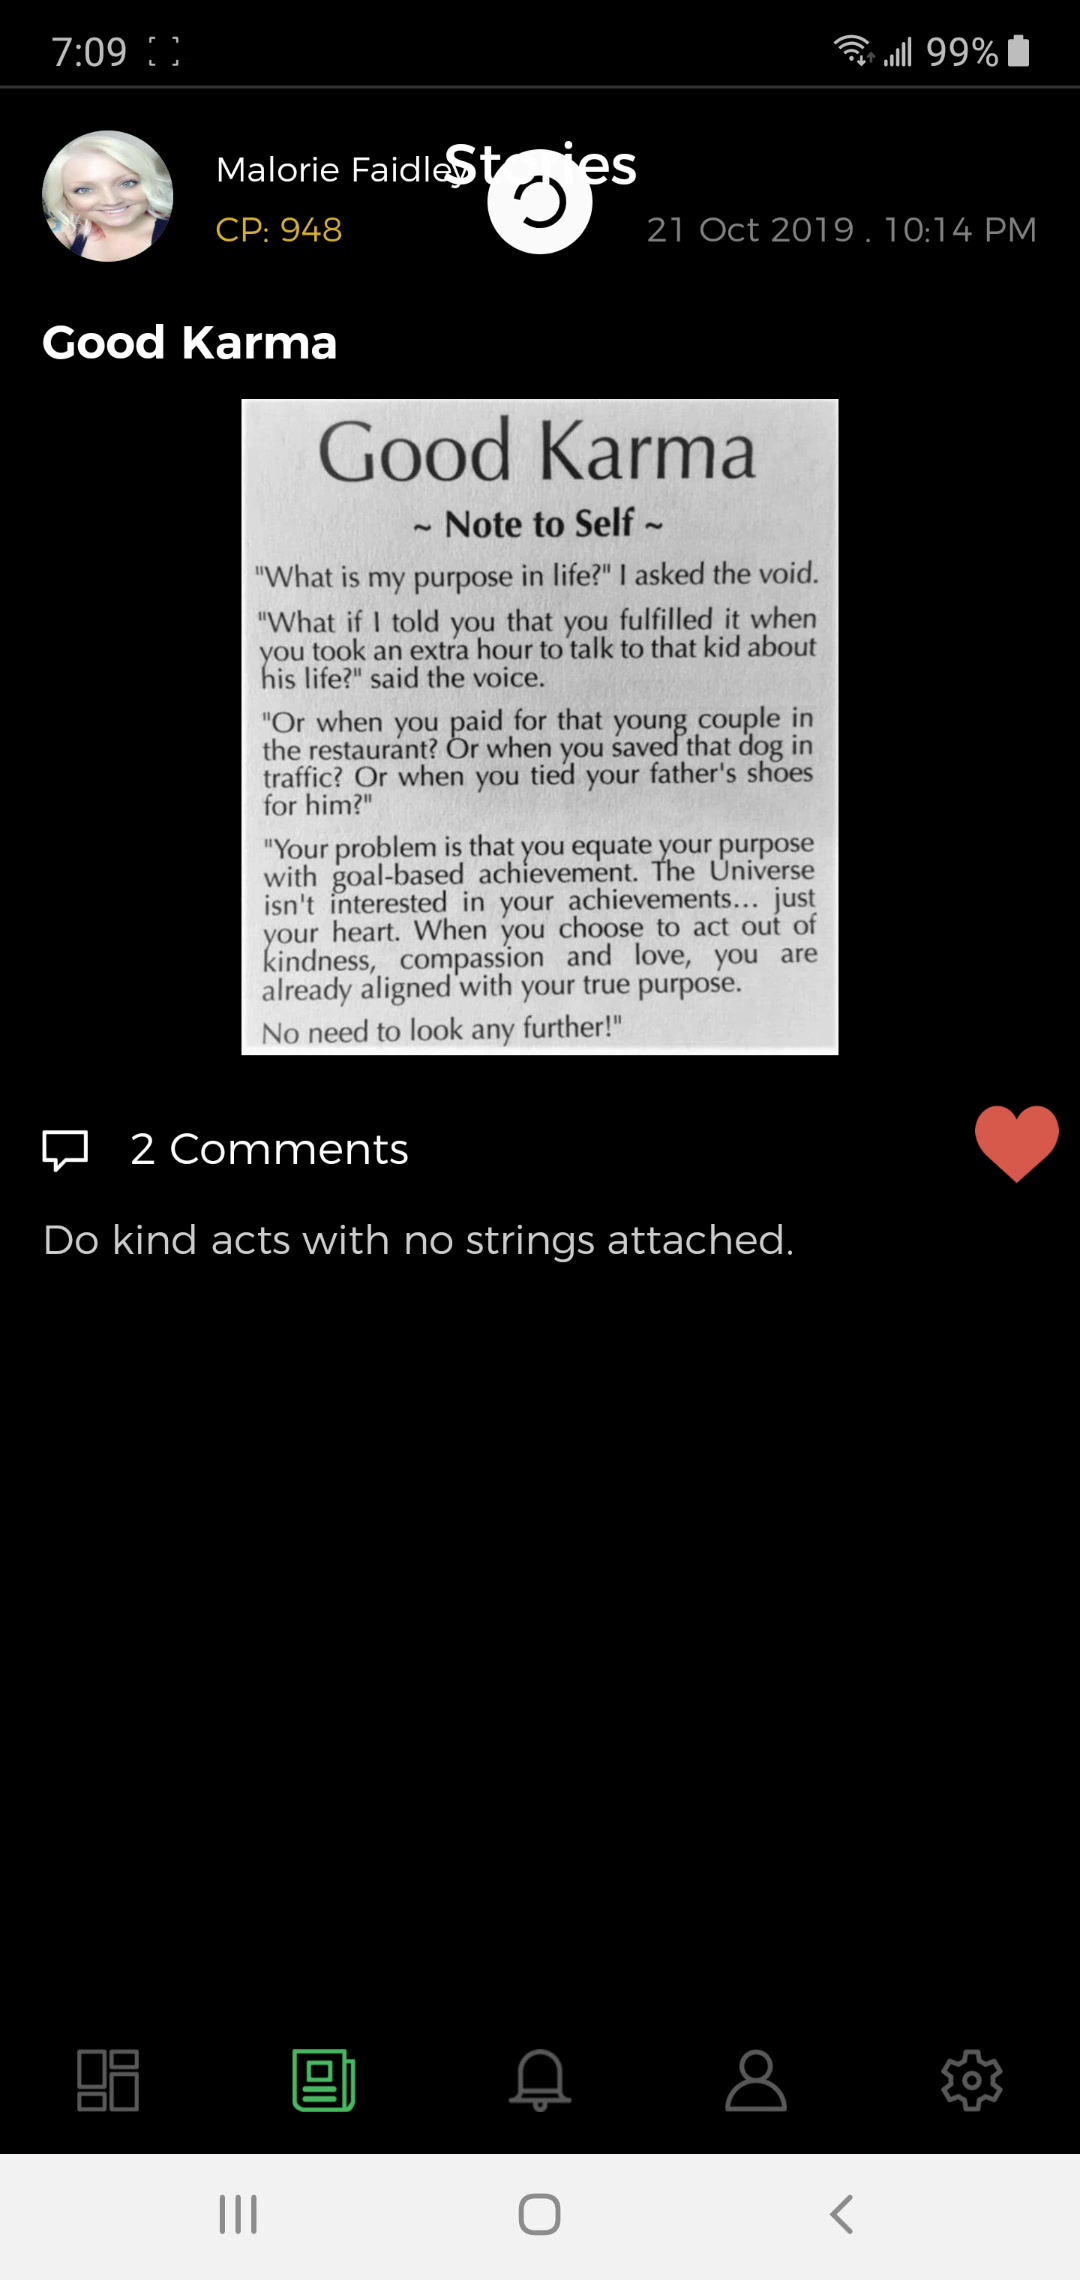 7:09
99%
Stories
Malorie Faidley
CP: 948
21 Oct 2019 . 10:14 PM
Good Karma
Good Karma
~ Note to Self ~
"What is my purpose in life?" I asked the void.
"What if I told you that you fulfilled it when
you took an extra hour to talk to that kid about
his life?" said the voice.
"Or when you paid for that young couple in
the restaurant? Or when you saved that dog in
traffic? Or when you tied your father's shoes
for him?"
"Your problem is that you equate your purpose
with goal-based achievement. The Universe
isn't interested in your achievements... just
your heart. When you choose to act out of
kindness, compassion and love, you are
already aligned with your true purpose.
No need to look any further!"
2 Comments
Do kind acts with no strings attached.